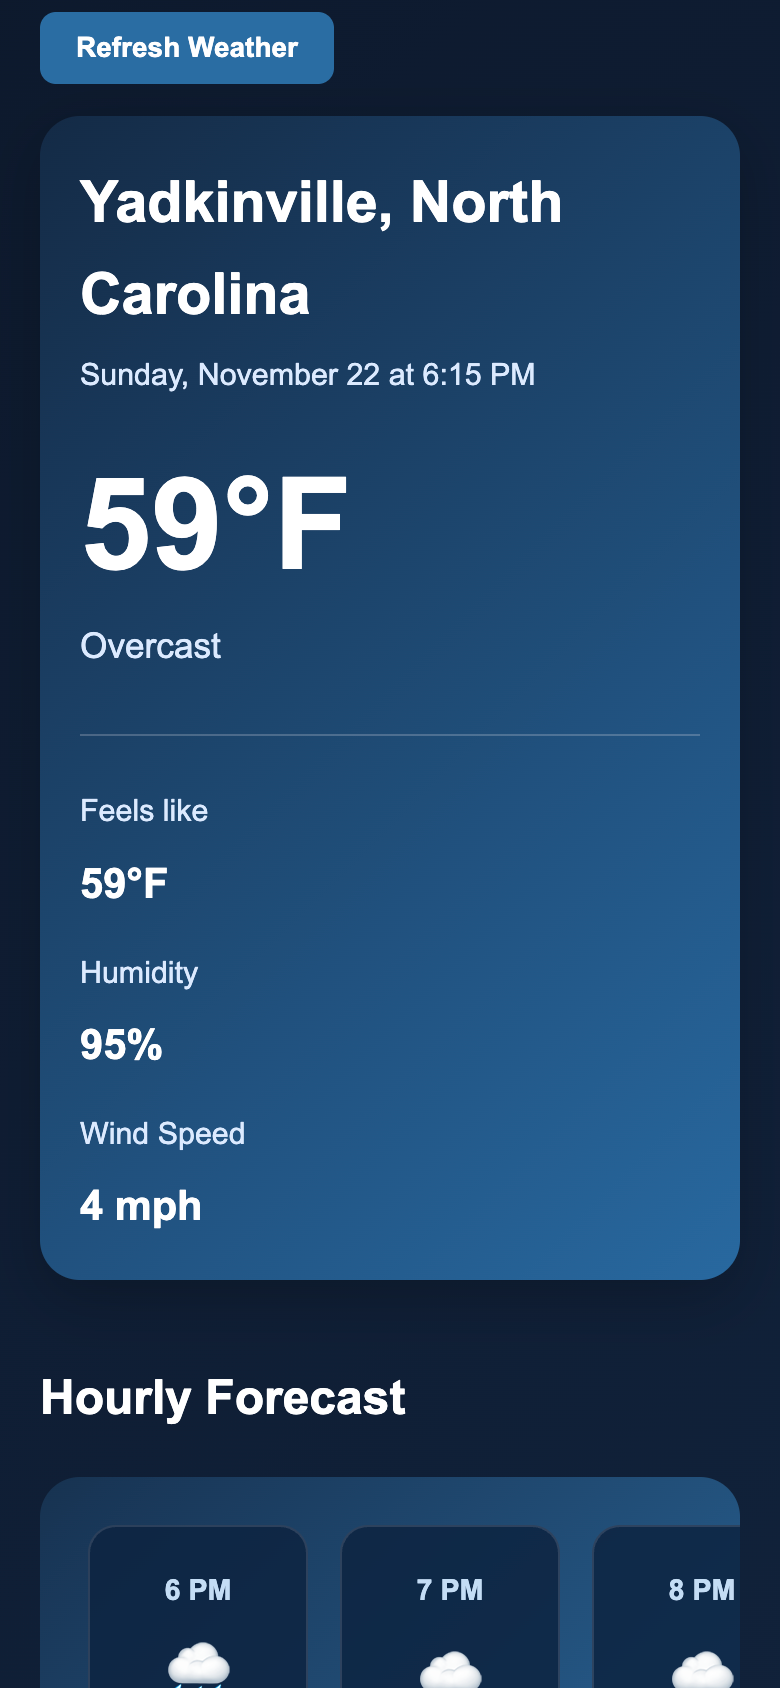 Refresh Weather
Yadkinville, North
Carolina
Sunday, November 22 at 6:15 PM
59°F
Overcast
Feels like
59°F
Humidity
95%
Wind Speed
4 mph
Hourly Forecast
6 PM
7 PM
8 PM